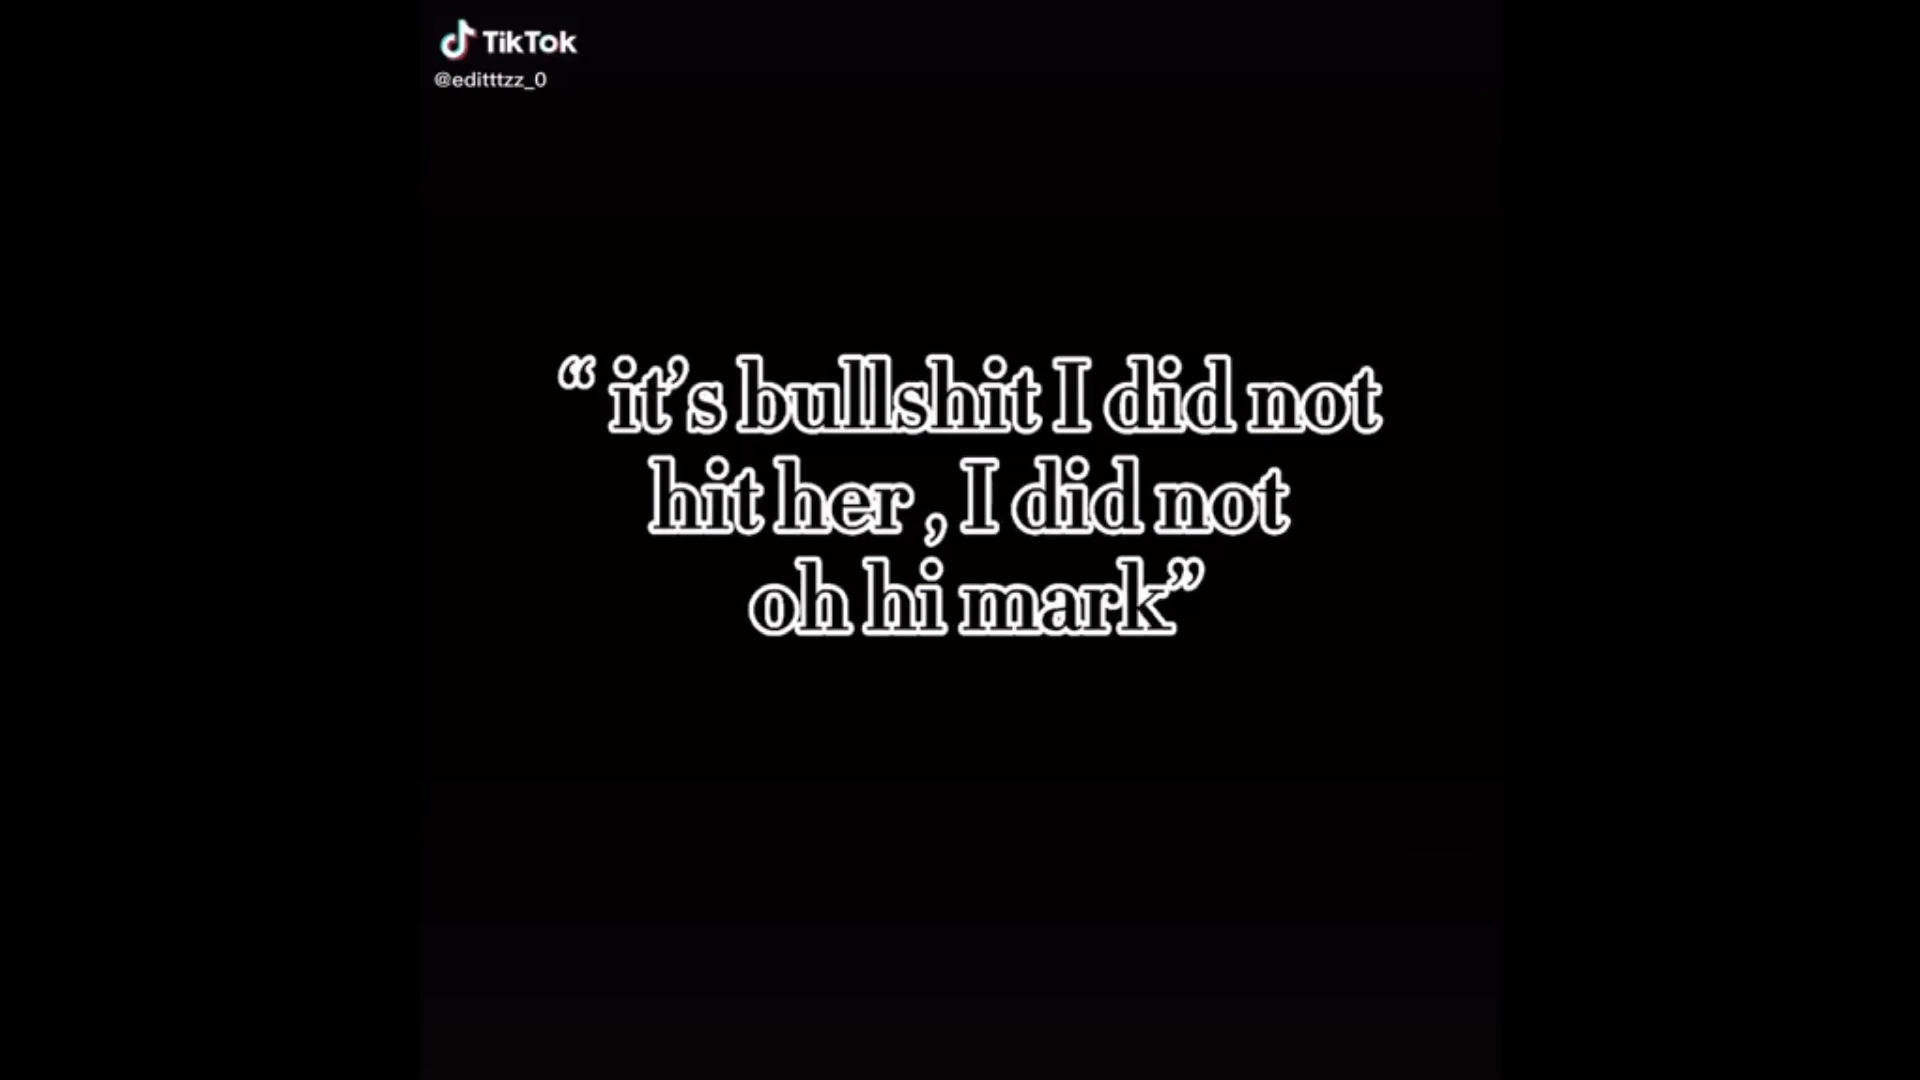 TikTok
@editttzz_0
“ it’s bullshit I did not
hit her , I did not
oh hi mark”